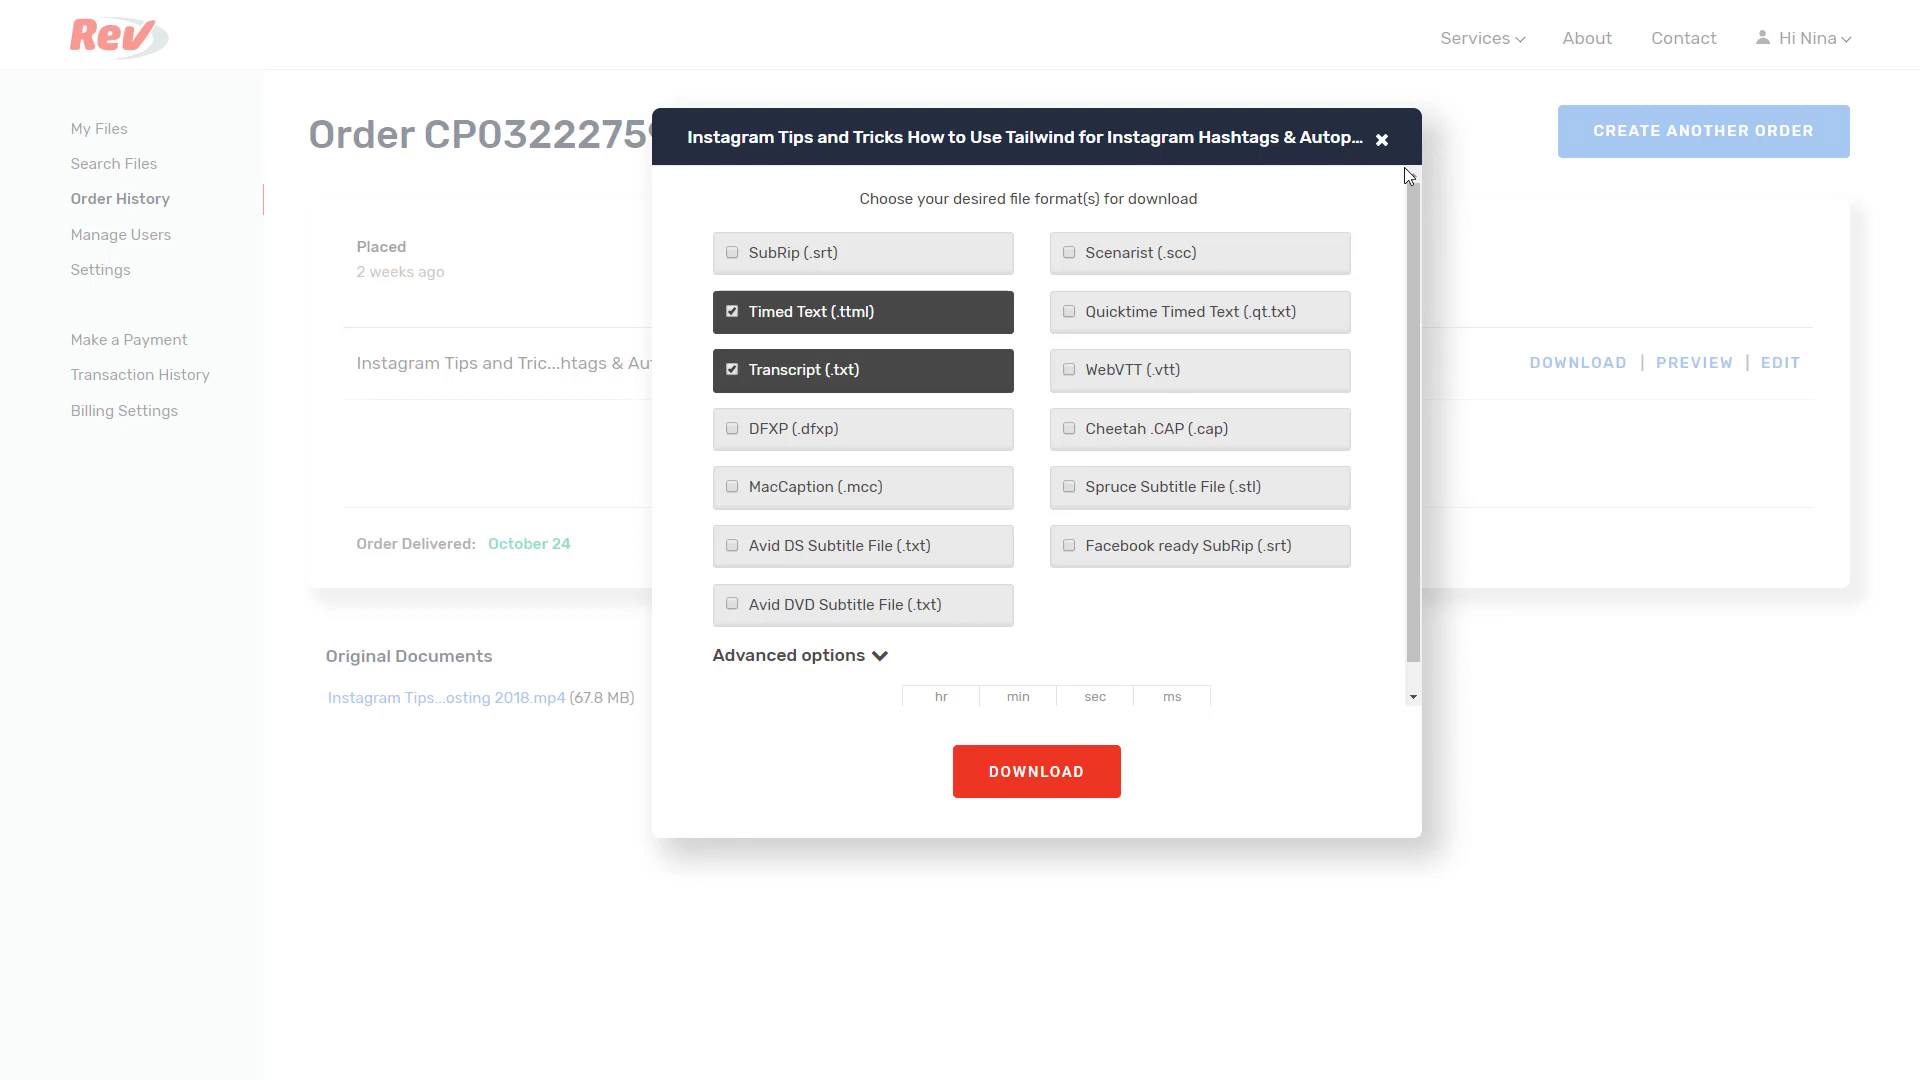 Rev
Services
About
Contact
Hi Nina
My Files
Search Files
Order History
Manage Users
Settings
Make a Payment
Transaction History
Billing Settings
Order CP03222759
CREATE ANOTHER ORDER
Placed
2 weeks ago
Instagram Tips and Tric...htags & Au
DOWNLOAD | PREVIEW | EDIT
Order Delivered: October 24
Original Documents
Instagram Tips...osting 2018.mp4 (67.8 MB)
Instagram Tips and Tricks How to Use Tailwind for Instagram Hashtags & Autop...
Choose your desired file format(s) for download
SubRip (.srt)
Scenarist (.scc)
Timed Text (.ttml)
Quicktime Timed Text (.qt.txt)
Transcript (.txt)
WebVTT (.vtt)
DFXP (.dfxp)
Cheetah .CAP (.cap)
MacCaption (.mcc)
Spruce Subtitle File (.stl)
Avid DS Subtitle File (.txt)
Facebook ready SubRip (.srt)
Avid DVD Subtitle File (.txt)
Advanced options
hr min sec ms
DOWNLOAD